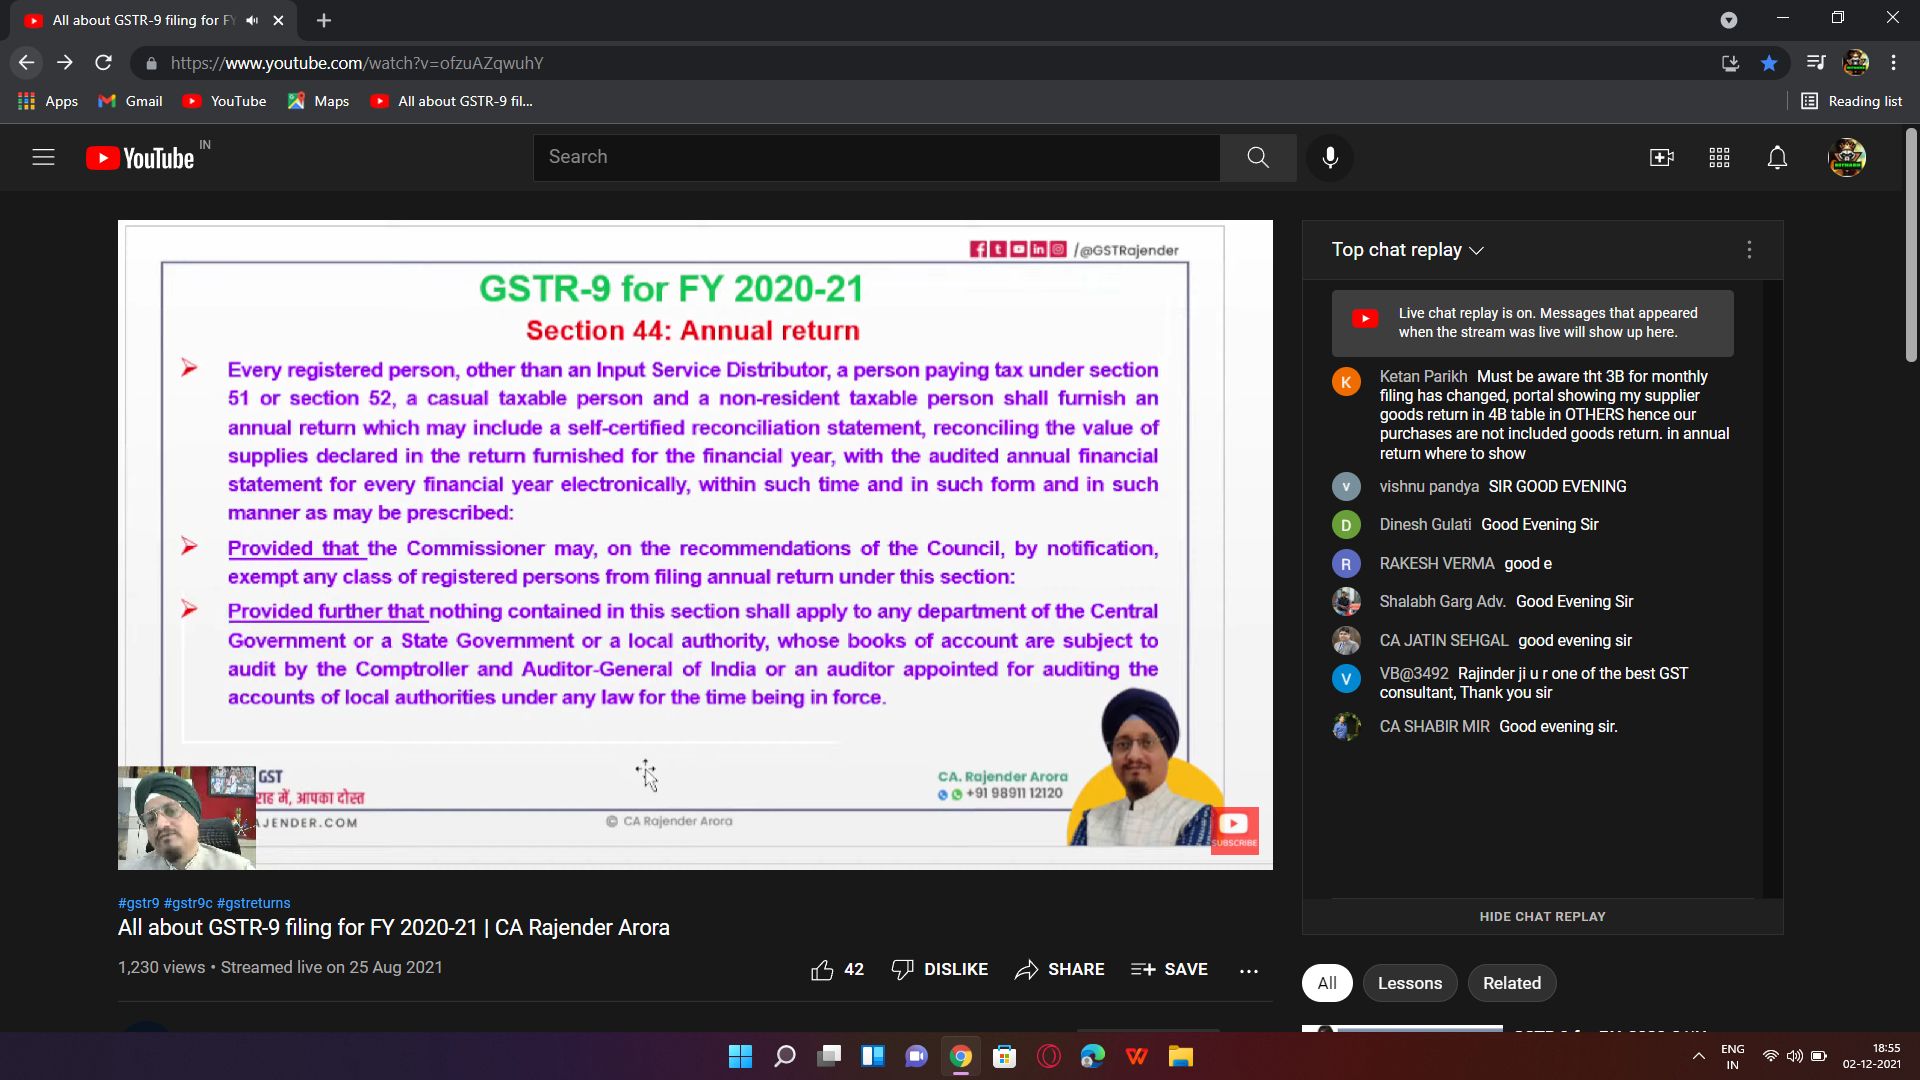 All about GSTR-9 filing for F
https://www.youtube.com/watch?v=ofzuAZqwuhY
Apps Gmail YouTube Maps All about GSTR-9 fil... Reading list
YouTube IN
Search
/@GSTRajender
GSTR-9 for FY 2020-21
Section 44: Annual return
Every registered person, other than an Input Service Distributor, a person paying tax under section
51 or section 52, a casual taxable person and a non-resident taxable person shall furnish an
annual return which may include a self-certified reconciliation statement, reconciling the value of
supplies declared in the return furnished for the financial year, with the audited annual financial
statement for every financial year electronically, within such time and in such form and in such
manner as may be prescribed:
Provided that the Commissioner may, on the recommendations of the Council, by notification,
exempt any class of registered persons from filing annual return under this section:
Provided further that nothing contained in this section shall apply to any department of the Central
Government or a State Government or a local authority, whose books of account are subject to
audit by the Comptroller and Auditor-General of India or an auditor appointed for auditing the
accounts of local authorities under any law for the time being in force.
GST
राह में, आपका दोस्त
AJENDER.COM
© CA Rajender Arora
CA. Rajender Arora
+91 98911 12120
SUBSCRIBE
#gstr9 #gstr9c #gstreturns
All about GSTR-9 filing for FY 2020-21 | CA Rajender Arora
1,230 views • Streamed live on 25 Aug 2021
42 DISLIKE SHARE SAVE ...
Top chat replay
Live chat replay is on. Messages that appeared
when the stream was live will show up here.
K
Ketan Parikh Must be aware tht 3B for monthly
filing has changed, portal showing my supplier
goods return in 4B table in OTHERS hence our
purchases are not included goods return. in annual
return where to show
v vishnu pandya SIR GOOD EVENING
D Dinesh Gulati Good Evening Sir
R RAKESH VERMA good e
Shalabh Garg Adv. Good Evening Sir
CA JATIN SEHGAL good evening sir
V VB@3492 Rajinder ji u r one of the best GST
consultant, Thank you sir
CA SHABIR MIR Good evening sir.
HIDE CHAT REPLAY
All Lessons Related
ENG
IN
18:55
02-12-2021